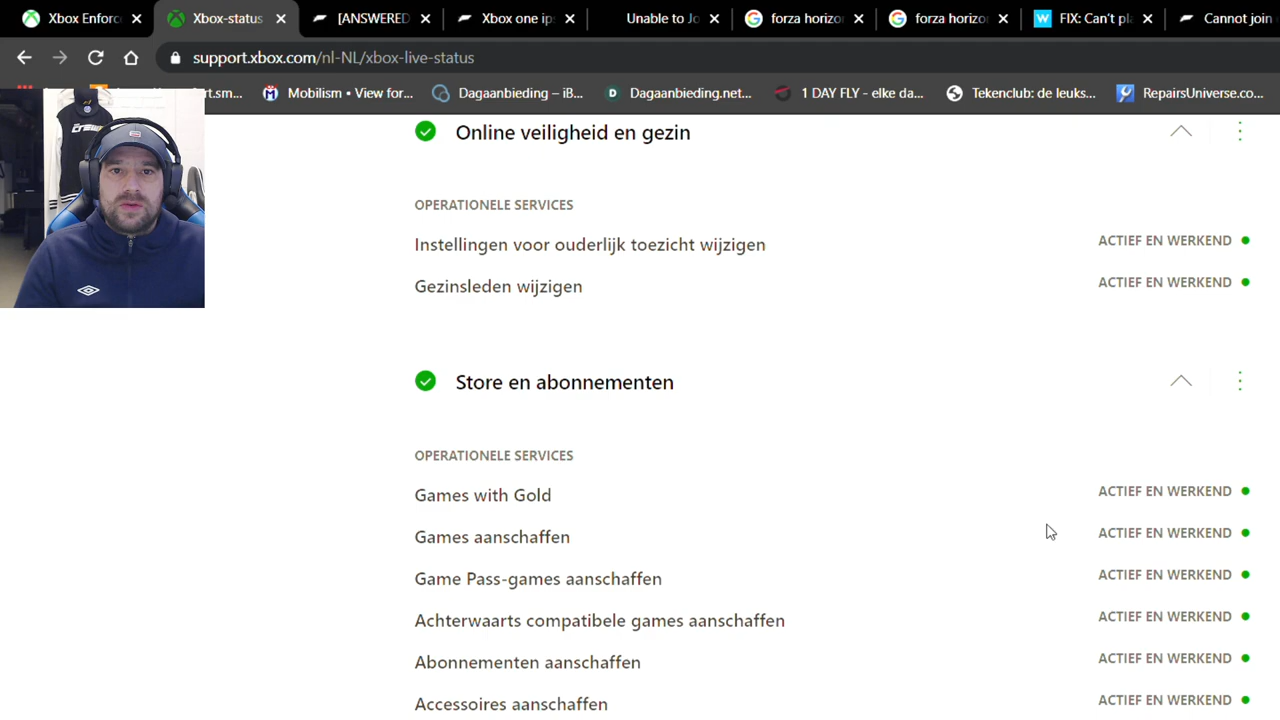 Xbox Enforc
Xbox-status
[ANSWERED
Xbox one ip
Unable to Jo
forza horizo
forza horizo
FIX: Can't pl
Cannot join
support.xbox.com/nl-NL/xbox-live-status
Mobilism • View for...
Dagaanbieding – iB...
Dagaanbieding.net...
1 DAY FLY - elke da...
Tekenclub: de leuks...
RepairsUniverse.co...
Online veiligheid en gezin
OPERATIONELE SERVICES
Instellingen voor ouderlijk toezicht wijzigen ACTIEF EN WERKEND
Gezinsleden wijzigen ACTIEF EN WERKEND
Store en abonnementen
OPERATIONELE SERVICES
Games with Gold ACTIEF EN WERKEND
Games aanschaffen ACTIEF EN WERKEND
Game Pass-games aanschaffen ACTIEF EN WERKEND
Achterwaarts compatibele games aanschaffen ACTIEF EN WERKEND
Abonnementen aanschaffen ACTIEF EN WERKEND
Accessoires aanschaffen ACTIEF EN WERKEND